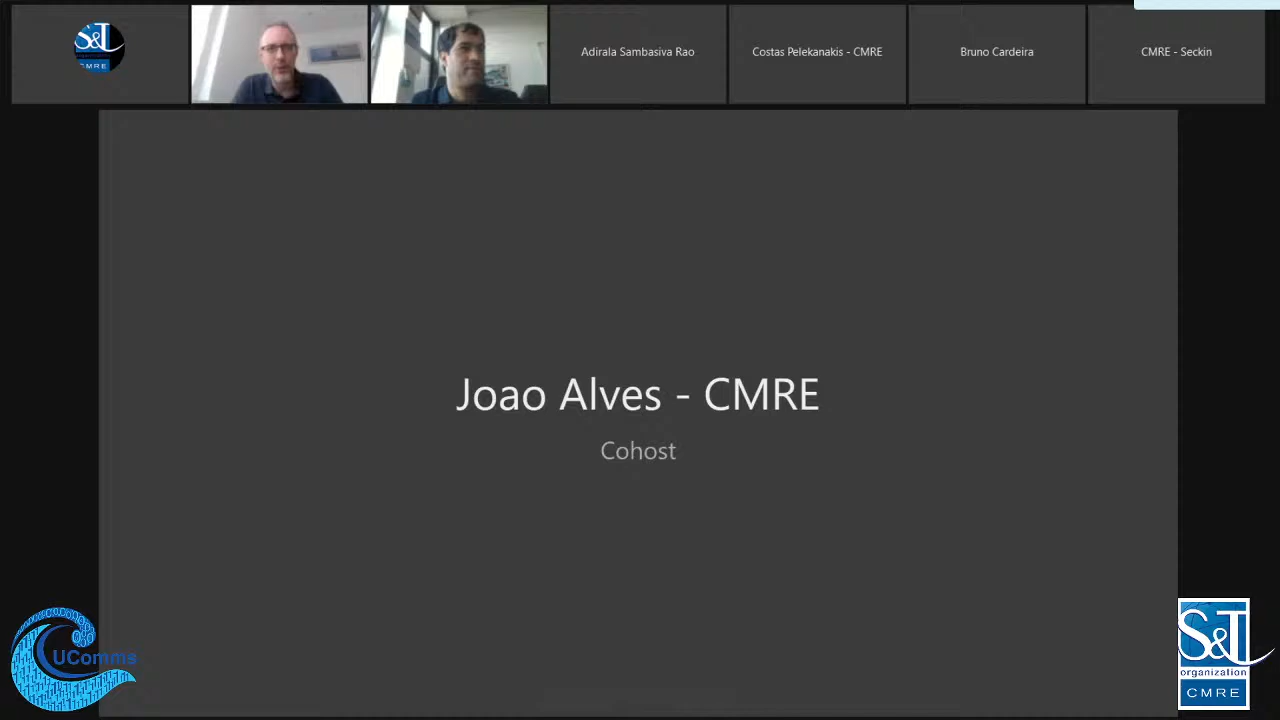 S&T
CMRE
Adirala Sambasiva Rao
Costas Pelekanakis - CMRE
Bruno Cardeira
CMRE - Seckin
Joao Alves - CMRE
Cohost
UComms
S&T
organization
CMRE